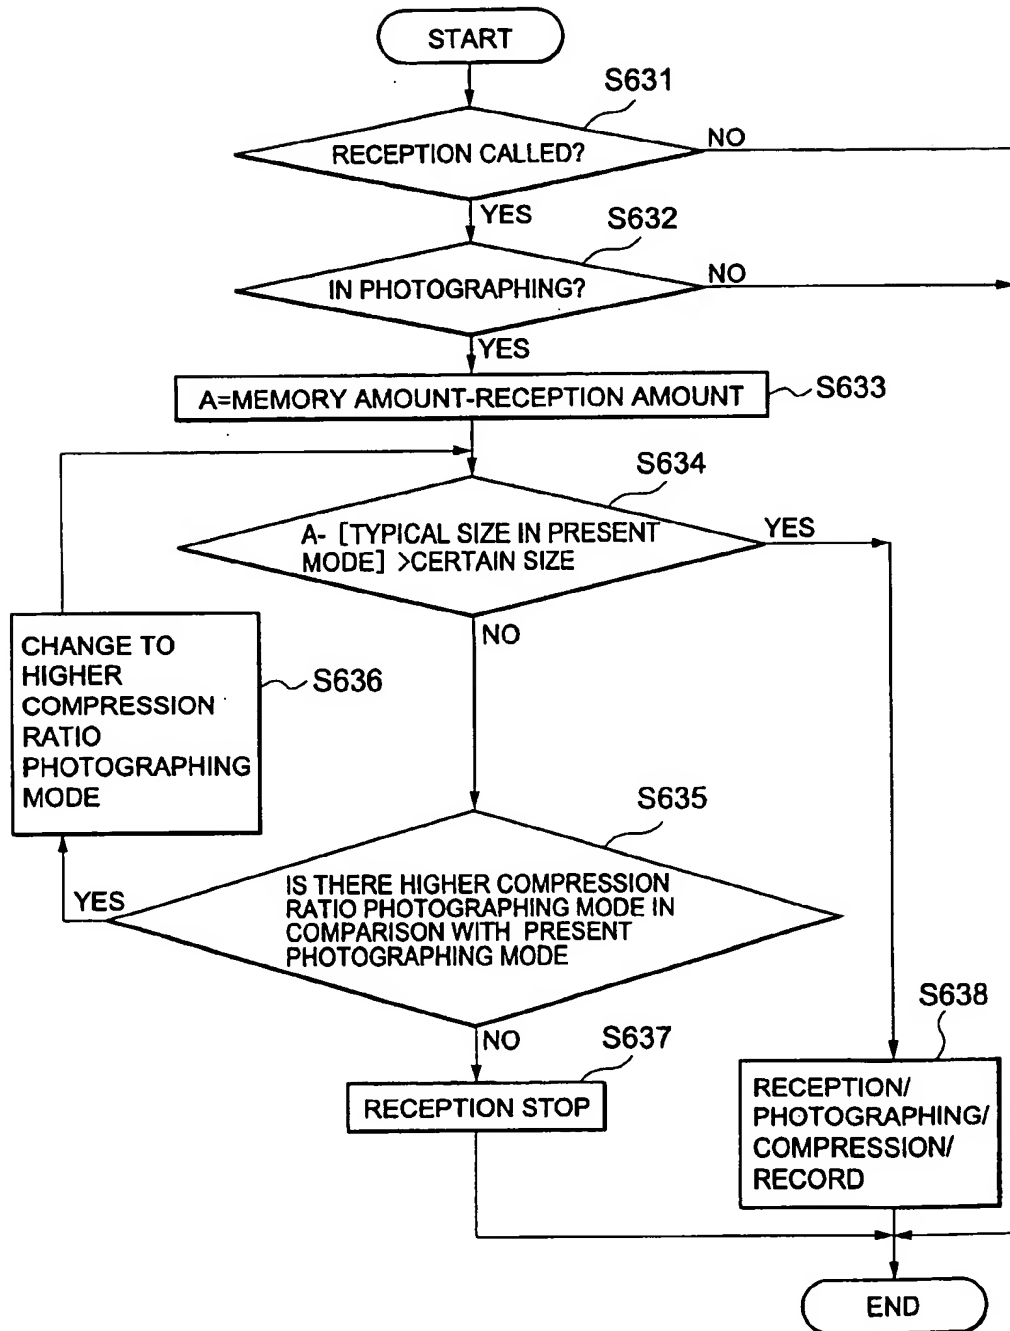 START
S631
RECEPTION CALLED?
NO
YES
S632
IN PHOTOGRAPHING?
NO
YES
A=MEMORY AMOUNT-RECEPTION AMOUNT
S633
S634
A- [TYPICAL SIZE IN PRESENT
MODE] >CERTAIN SIZE
YES
NO
CHANGE TO
HIGHER
COMPRESSION
RATIO
PHOTOGRAPHING
MODE
S636
S635
IS THERE HIGHER COMPRESSION
RATIO PHOTOGRAPHING MODE IN
COMPARISON WITH PRESENT
PHOTOGRAPHING MODE
YES
NO
S637
RECEPTION STOP
S638
RECEPTION/
PHOTOGRAPHING/
COMPRESSION/
RECORD
END